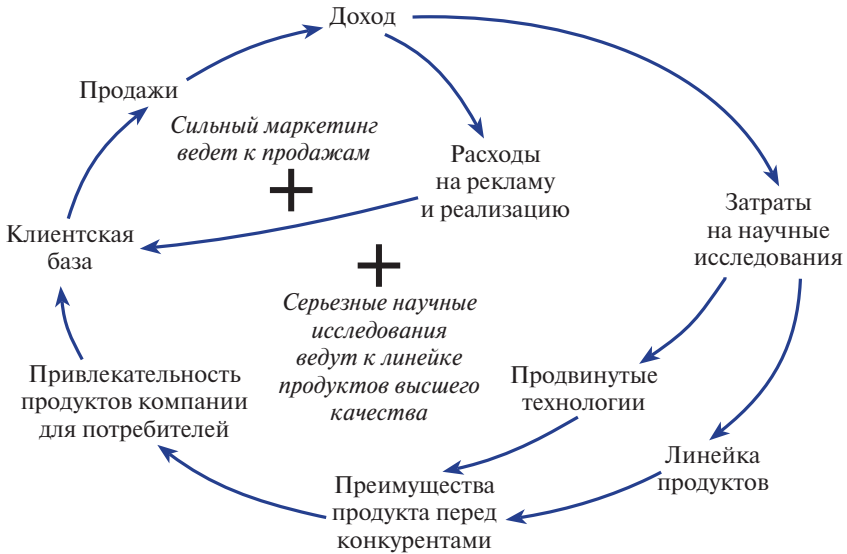 Доход
Продажи
Сильный маркетинг
ведет к продажам
+
Расходы
на рекламу
и реализацию
Затраты
на научные
исследования
Клиентская
база
+
Серьезные научные
исследования
ведут к линейке
продуктов высшего
качества
Привлекательность
продуктов компании
для потребителей
Продвинутые
технологии
Линейка
продуктов
Преимущества
продукта перед
конкурентами